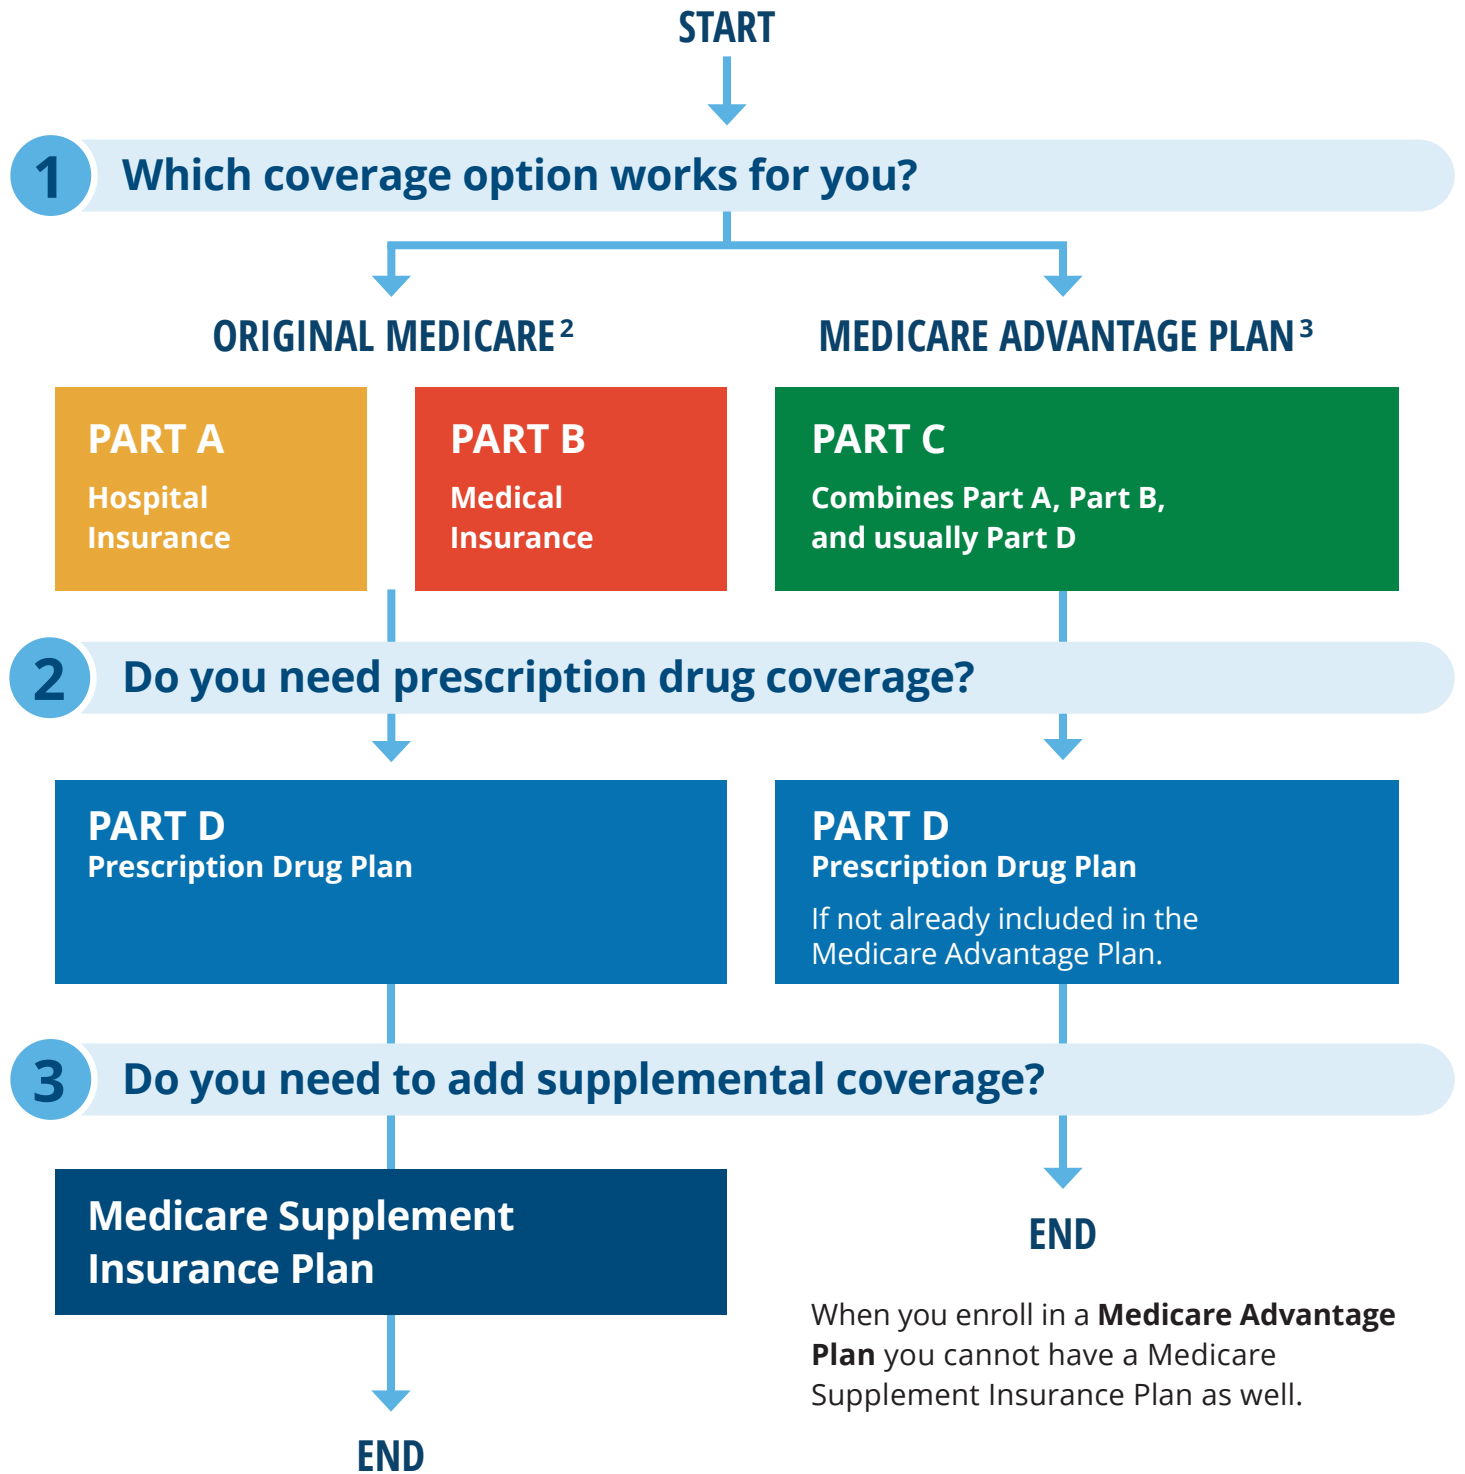 START
1 Which coverage option works for you?
ORIGINAL MEDICARE 2
MEDICARE ADVANTAGE PLAN 3
PART A
Hospital
Insurance
PART B
Medical
Insurance
PART C
Combines Part A, Part B,
and usually Part D
2 Do you need prescription drug coverage?
PART D
Prescription Drug Plan
PART D
Prescription Drug Plan
If not already included in the
Medicare Advantage Plan.
3 Do you need to add supplemental coverage?
Medicare Supplement
Insurance Plan
END
END
When you enroll in a Medicare Advantage
Plan you cannot have a Medicare
Supplement Insurance Plan as well.